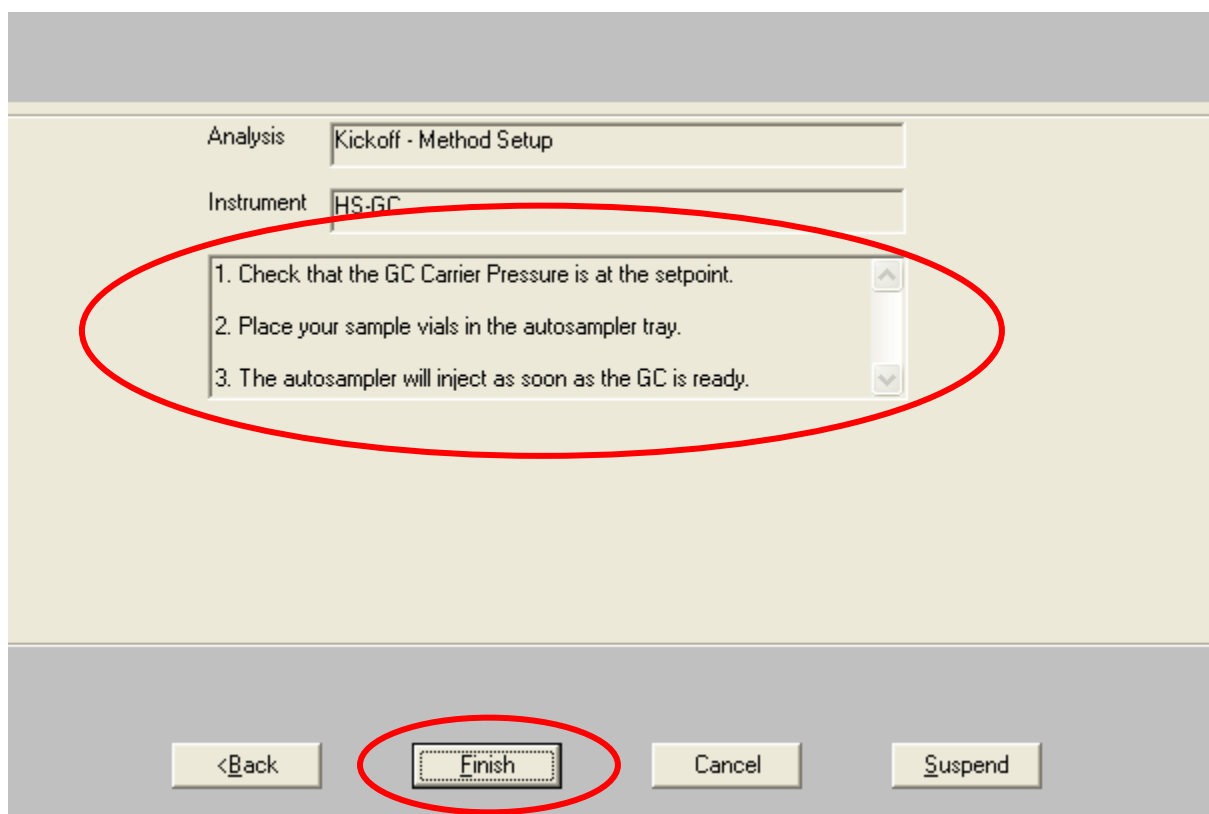 Analysis Kickoff - Method Setup
Instrument HS-GC
1. Check that the GC Carrier Pressure is at the setpoint.
2. Place your sample vials in the autosampler tray.
3. The autosampler will inject as soon as the GC is ready.
<Back Finish Cancel Suspend